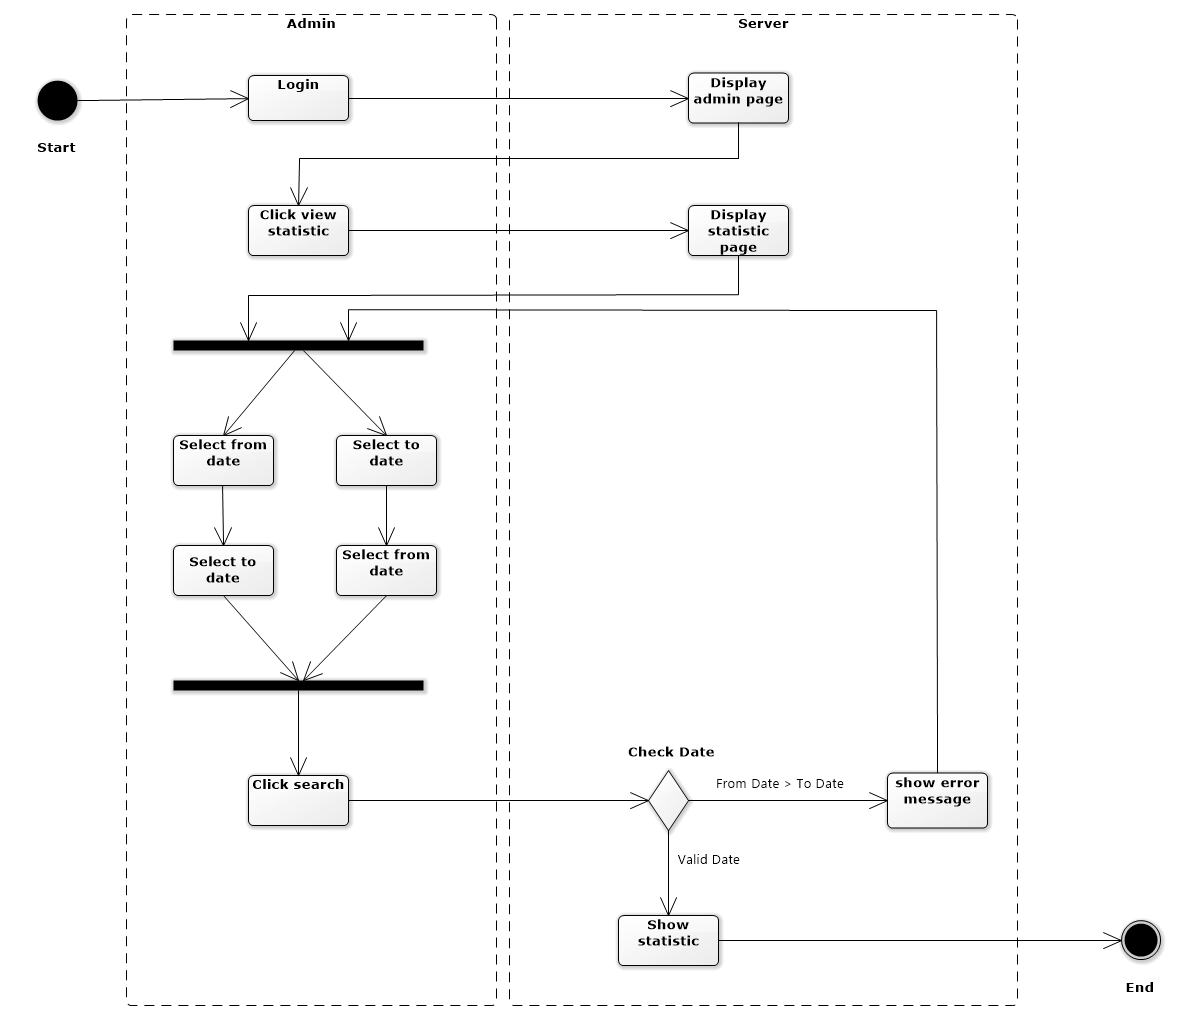 Admin
Server
Login
Display
admin page
Start
Click view
statistic
Display
statistic
page
Select from
date
Select to
date
Select to
date
Select from
date
Check Date
Click search
From Date > To Date
show error
message
Valid Date
Show
statistic
End